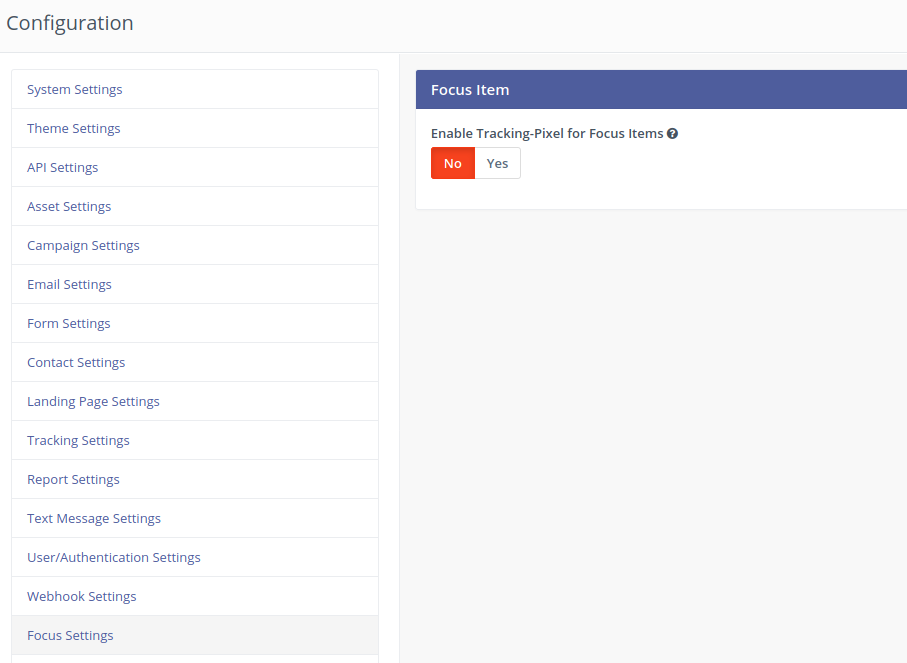 Configuration
System Settings
Theme Settings
API Settings
Asset Settings
Campaign Settings
Email Settings
Form Settings
Contact Settings
Landing Page Settings
Tracking Settings
Report Settings
Text Message Settings
User/Authentication Settings
Webhook Settings
Focus Settings
Focus Item
Enable Tracking-Pixel for Focus Items ?
No Yes